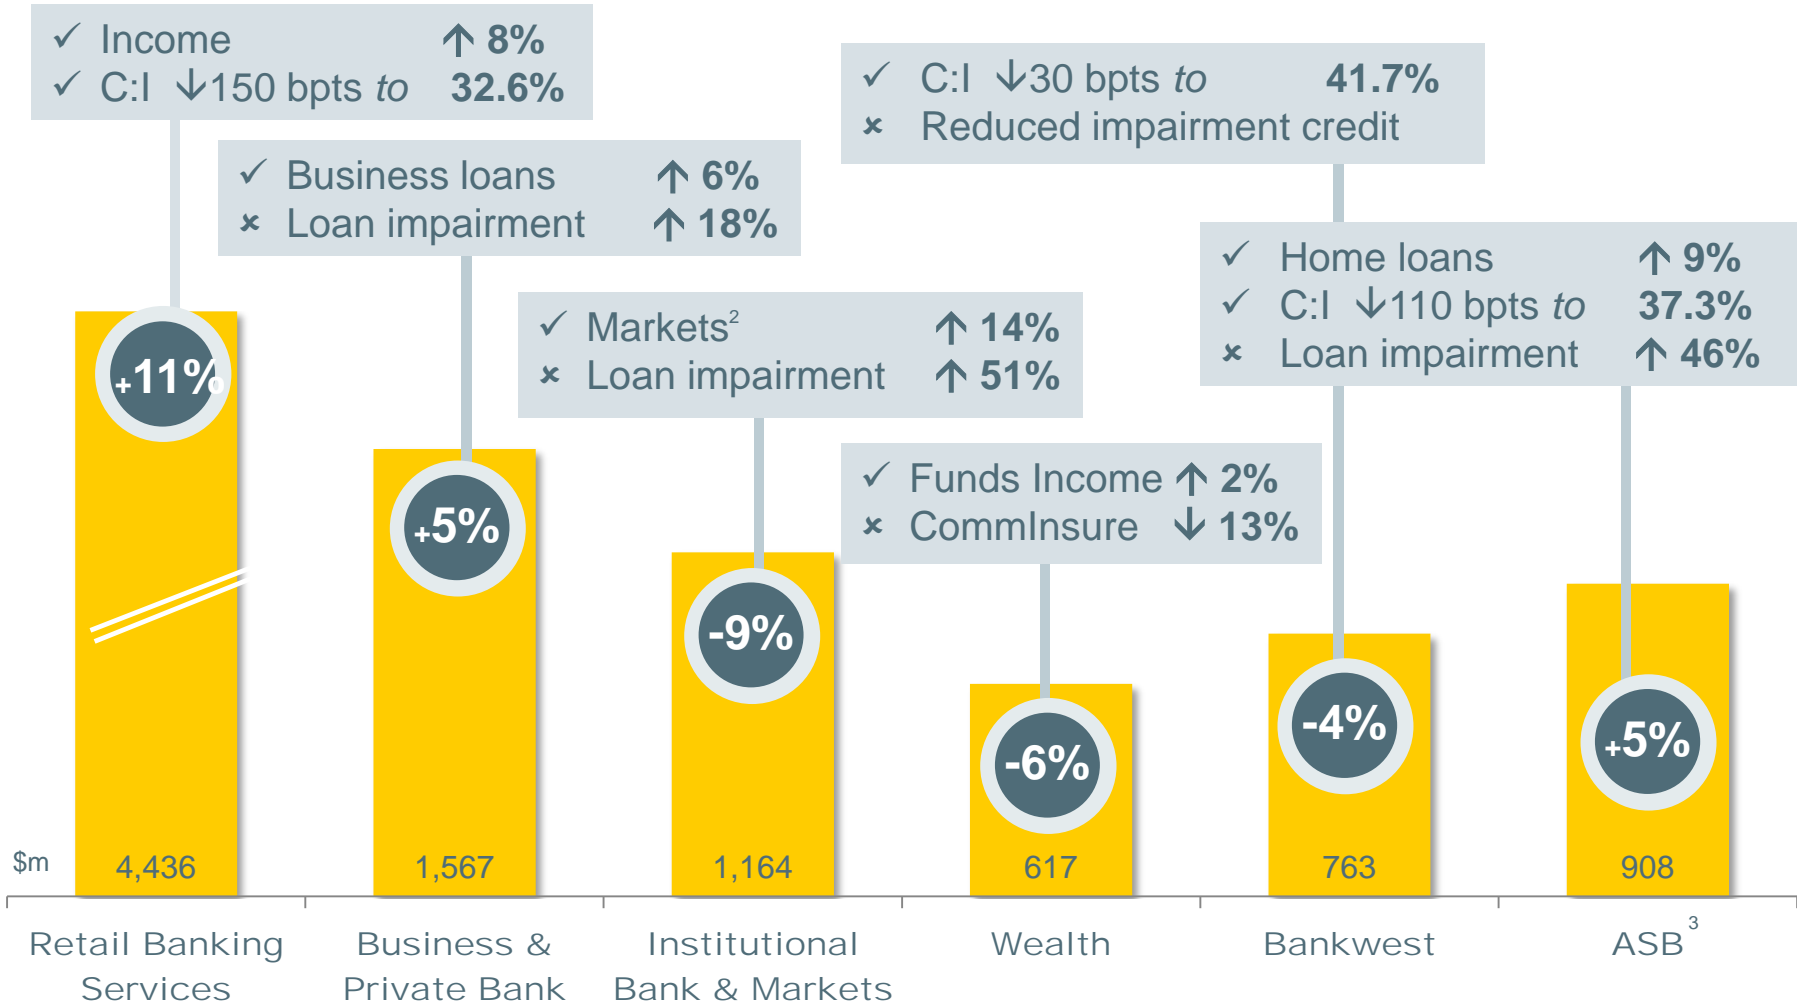 ✓ Income ↑ 8%
✓ C:I ↓150 bpts to 32.6%
✓ Business loans ↑ 6%
× Loan impairment ↑ 18%
✓ Markets² ↑ 14%
× Loan impairment ↑ 51%
✓ C:I ↓30 bpts to 41.7%
× Reduced impairment credit
✓ Home loans ↑ 9%
✓ C:I ↓110 bpts to 37.3%
× Loan impairment ↑ 46%
✓ Funds Income ↑ 2%
× CommInsure ↓ 13%
+11%
+5%
-9%
-6%
-4%
+5%
$m 4,436 1,567 1,164 617 763 908
Retail Banking
Services
Business &
Private Bank
Institutional
Bank & Markets
Wealth
Bankwest
ASB³